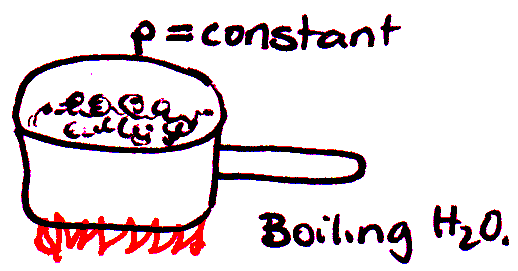 p = constant
Boiling H₂O.